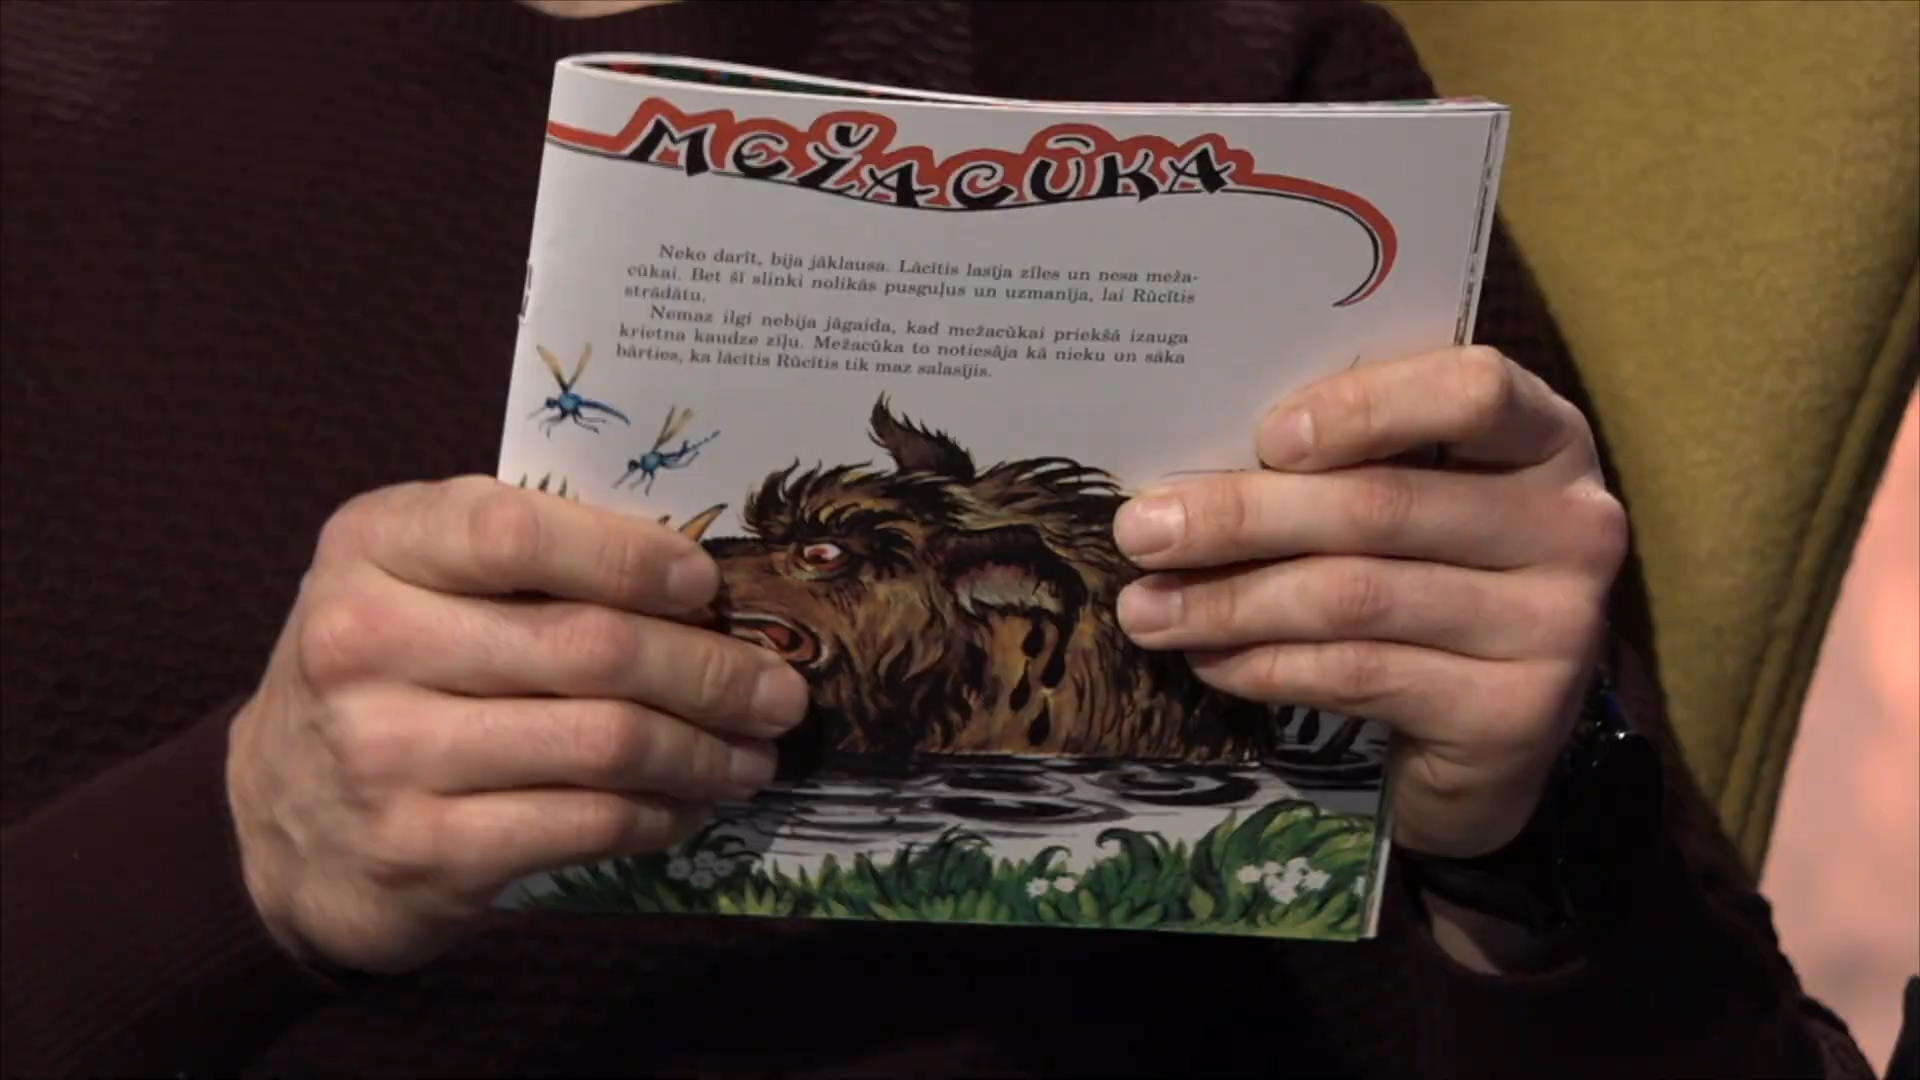 MEŽACŪKA
Neko darīt, bija jāklausa. Lācītis lasīja zīles un nesa meža-
cūkai. Bet šī slinki nolikās pusguļus un uzmanīja, lai Rūcītis
strādātu.
Nemaz ilgi nebija jāgaida, kad mežacūkai priekšā izauga
krietna kaudze zīļu. Mežacūka to notiesāja kā nieku un sāka
bārties, ka lācītis Rūcītis tik maz salasījis.